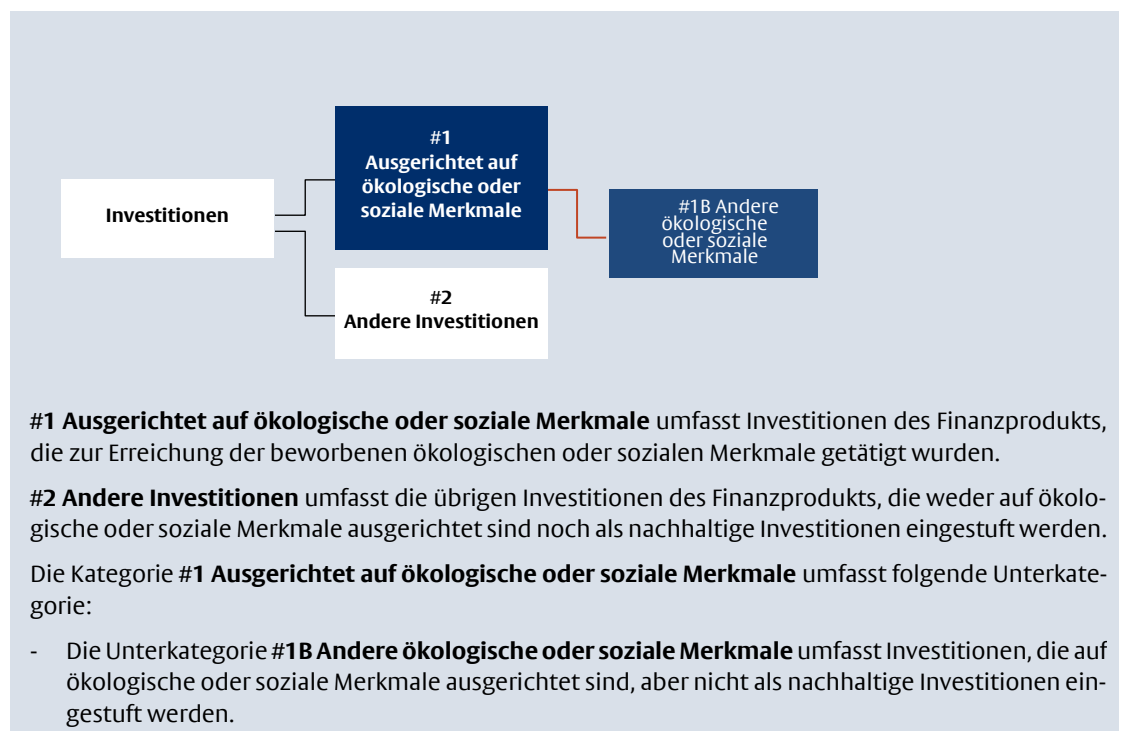 #1
Ausgerichtet auf
ökologische oder
soziale Merkmale
Investitionen
#1B Andere
ökologische
oder soziale
Merkmale
#2
Andere Investitionen
#1 Ausgerichtet auf ökologische oder soziale Merkmale umfasst Investitionen des Finanzprodukts,
die zur Erreichung der beworbenen ökologischen oder sozialen Merkmale getätigt wurden.
#2 Andere Investitionen umfasst die übrigen Investitionen des Finanzprodukts, die weder auf ökolo-
gische oder soziale Merkmale ausgerichtet sind noch als nachhaltige Investitionen eingestuft werden.
Die Kategorie #1 Ausgerichtet auf ökologische oder soziale Merkmale umfasst folgende Unterkate-
gorie:
- Die Unterkategorie #1B Andere ökologische oder soziale Merkmale umfasst Investitionen, die auf
ökologische oder soziale Merkmale ausgerichtet sind, aber nicht als nachhaltige Investitionen ein-
gestuft werden.